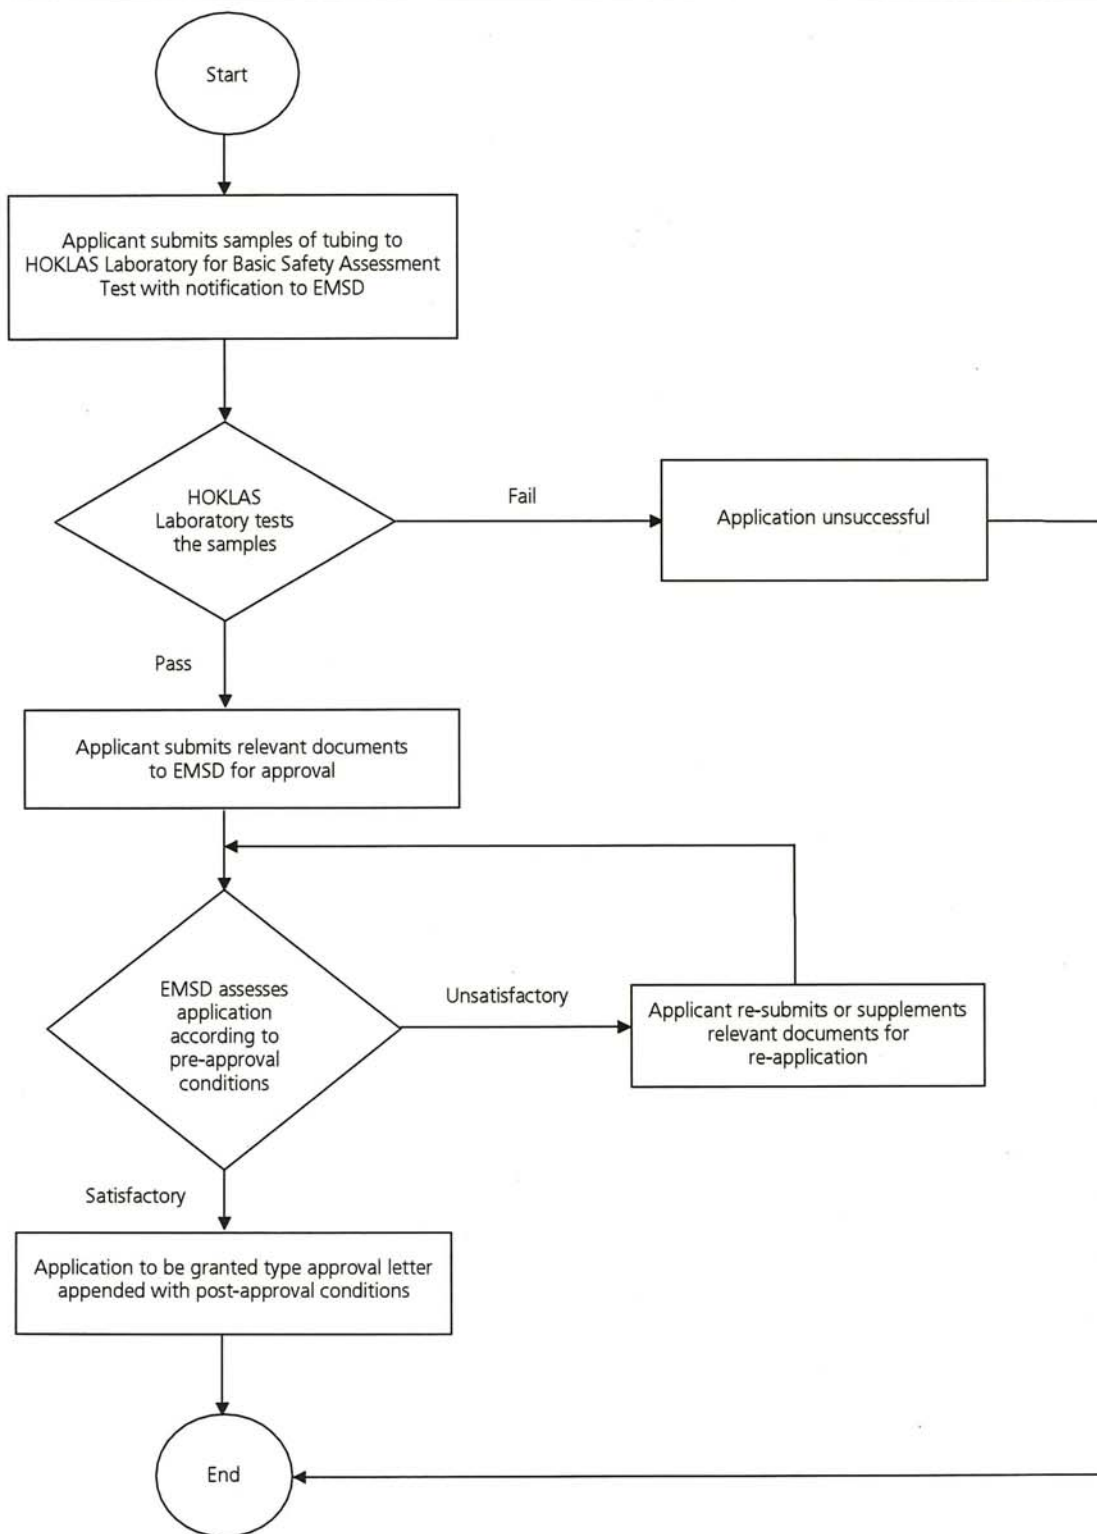 Start
Applicant submits samples of tubing to
HOKLAS Laboratory for Basic Safety Assessment
Test with notification to EMSD
HOKLAS
Laboratory tests
the samples
Fail
Application unsuccessful
Pass
Applicant submits relevant documents
to EMSD for approval
EMSD assesses
application
according to
pre-approval
conditions
Unsatisfactory
Applicant re-submits or supplements
relevant documents for
re-application
Satisfactory
Application to be granted type approval letter
appended with post-approval conditions
End